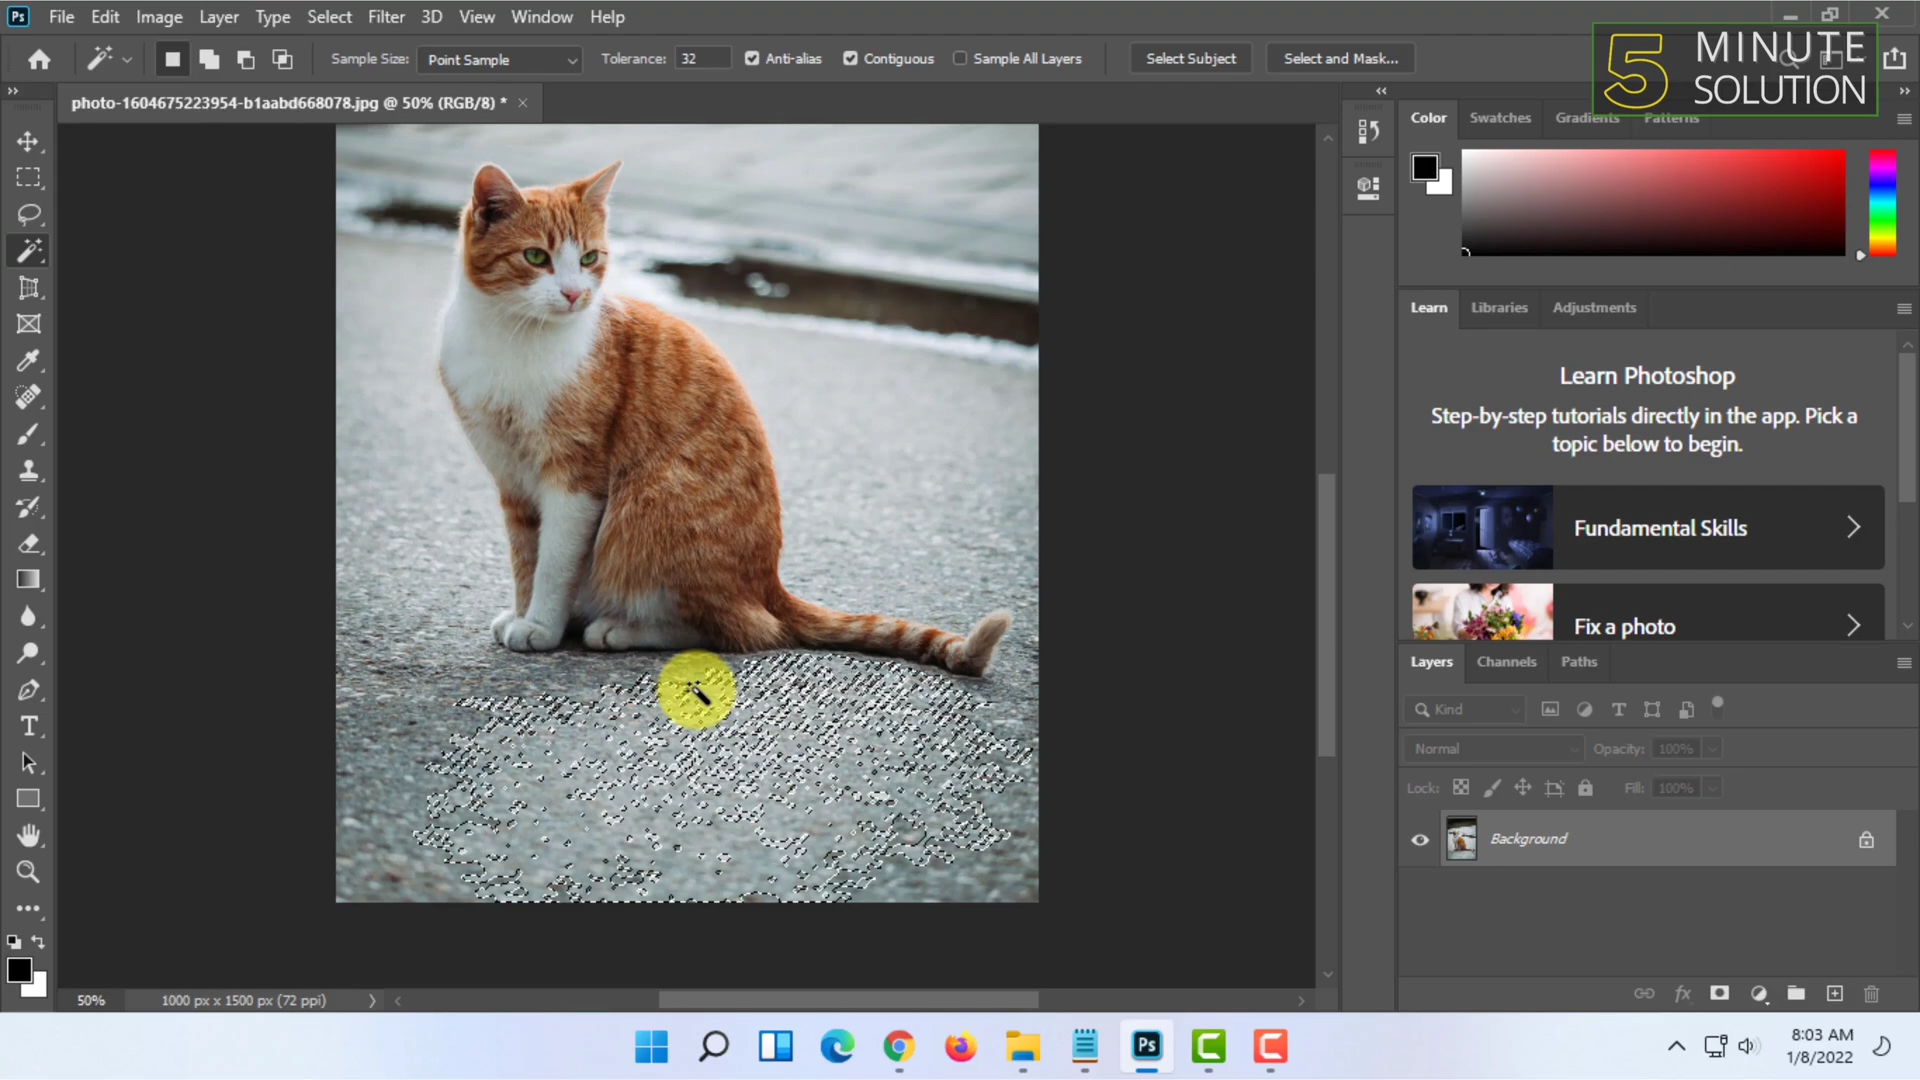 Ps File Edit Image Layer Type Select Filter 3D View Window Help
Sample Size: Point Sample Tolerance: 32 Anti-alias Contiguous Sample All Layers Select Subject Select and Mask...
5 MINUTE
SOLUTION
photo-1604675223954-b1aabd668078.jpg @ 50% (RGB/8) *
Color Swatches Gradients Patterns
Learn Libraries Adjustments
Learn Photoshop
Step-by-step tutorials directly in the app. Pick a
topic below to begin.
Fundamental Skills
Fix a photo
Layers Channels Paths
Kind
Normal Opacity: 100%
Lock: Fill: 100%
Background
50% 1000 px x 1500 px (72 ppi)
Ps
8:03 AM
1/8/2022